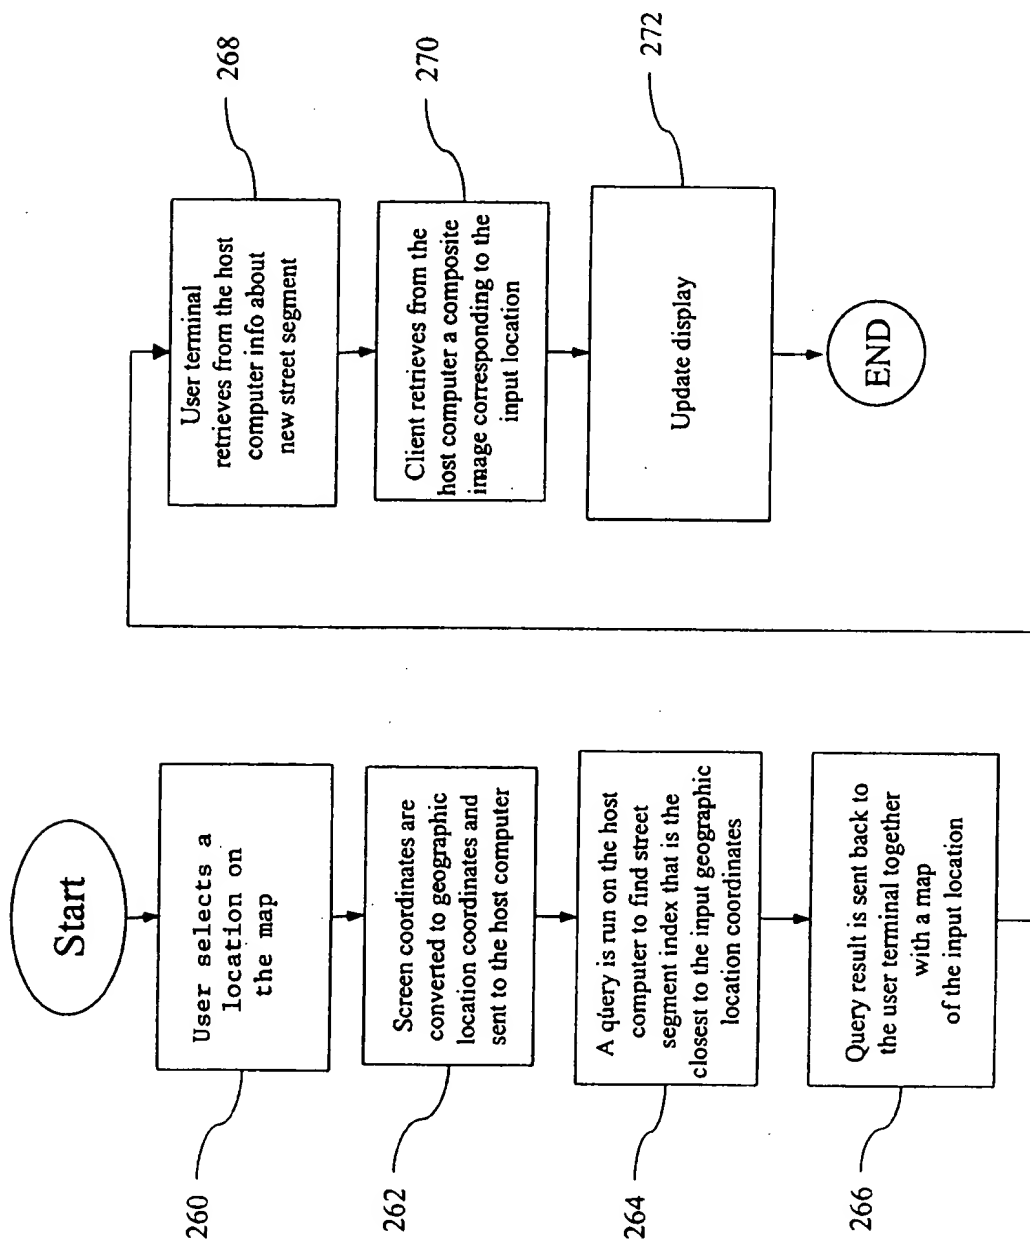 Start
User selects a
location on
the map
260
Screen coordinates are
converted to geographic
location coordinates and
sent to the host computer
262
A query is run on the host
computer to find street
segment index that is the
closest to the input geographic
location coordinates
264
Query result is sent back to
the user terminal together
with a map
of the input location
266
User terminal
retrieves from the host
computer info about
new street segment
268
Client retrieves from the
host computer a composite
image corresponding to the
input location
270
Update display
272
END